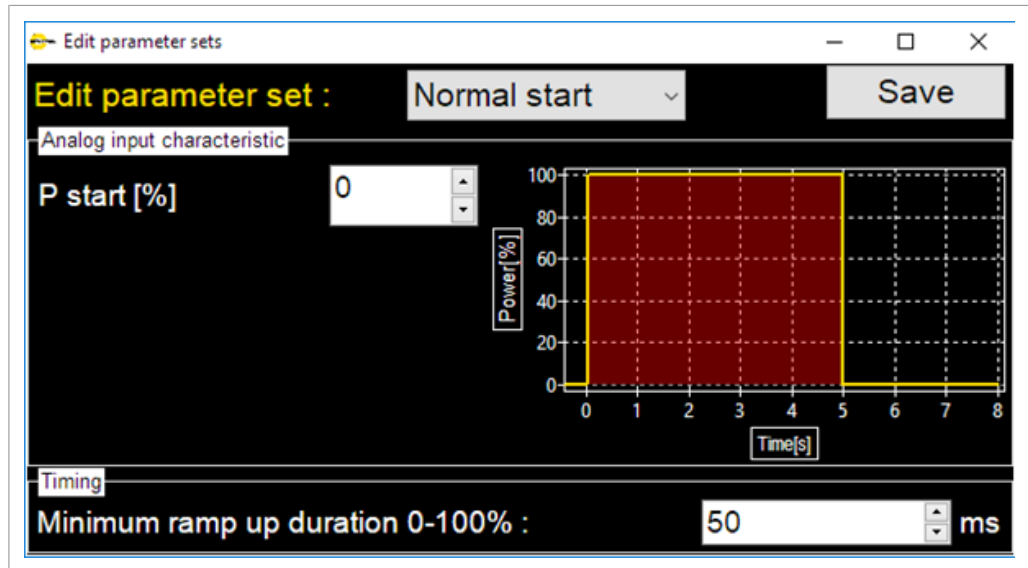 Edit parameter sets
Edit parameter set : Normal start Save
Analog input characteristic
P start [%] 0
Power[%]
100
80
60
40
20
0
0 1 2 3 4 5 6 7 8
Time[s]
Timing
Minimum ramp up duration 0-100% : 50 ms